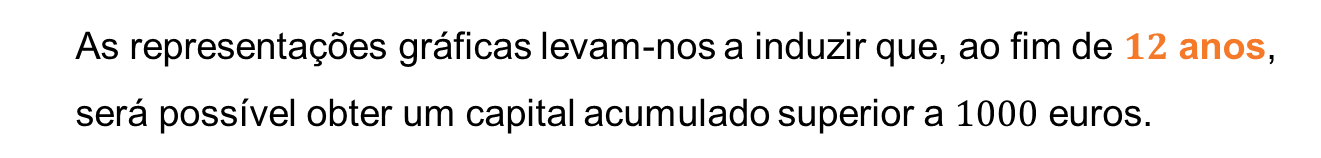 As representações gráficas levam-nos a induzir que, ao fim de 12 anos,
será possível obter um capital acumulado superior a 1000 euros.